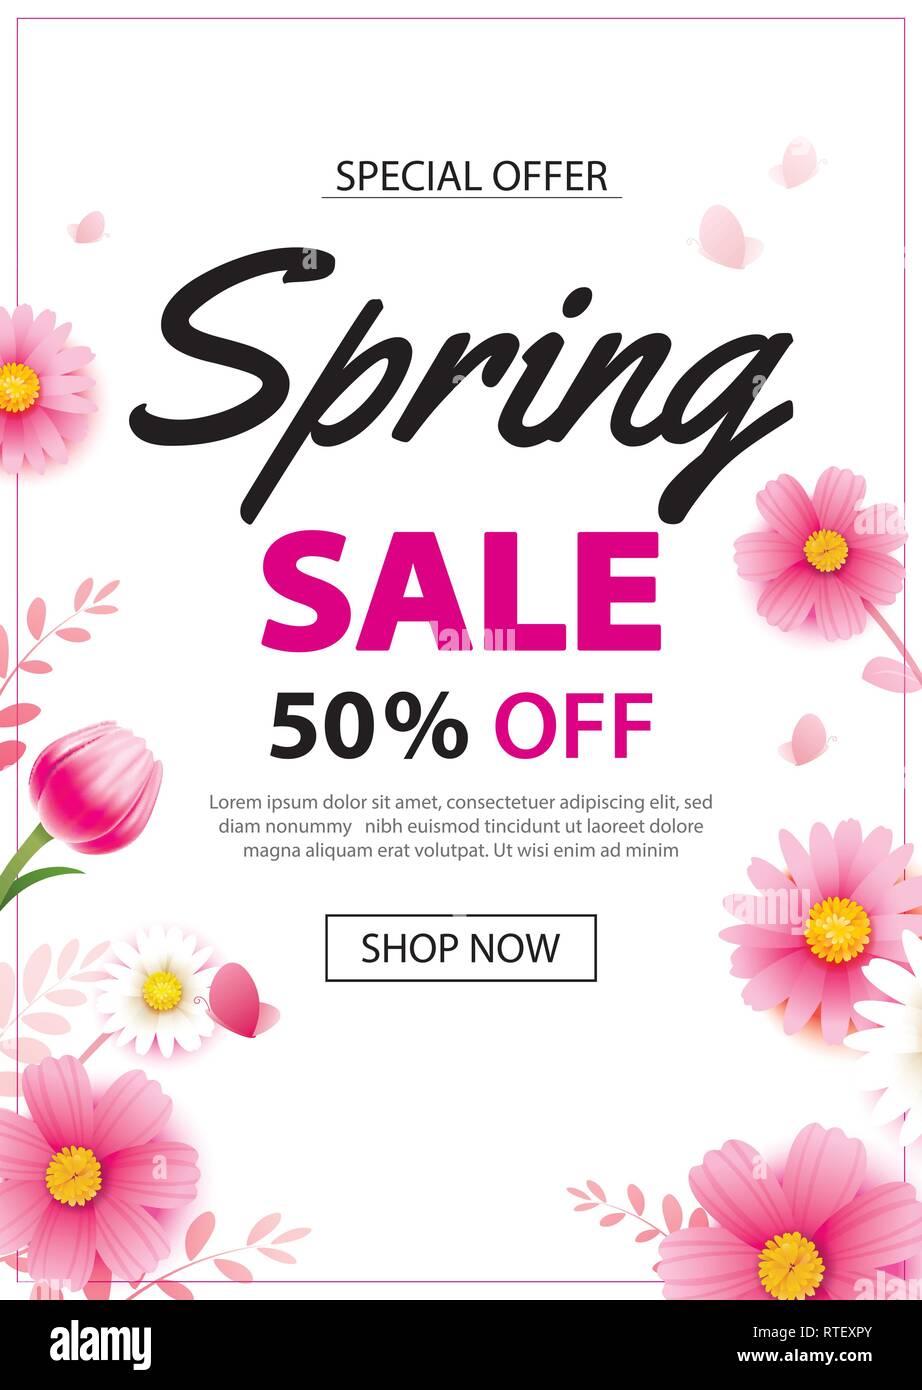 SPECIAL OFFER
Spring
SALE
50% OFF
Lorem ipsum dolor sit amet, consectetuer adipiscing elit, sed
diam nonummy nibh euismod tincidunt ut laoreet dolore
magna aliquam erat volutpat. Ut wisi enim ad minim
SHOP NOW
alamy
Image ID: RTEXPY
www.alamy.com